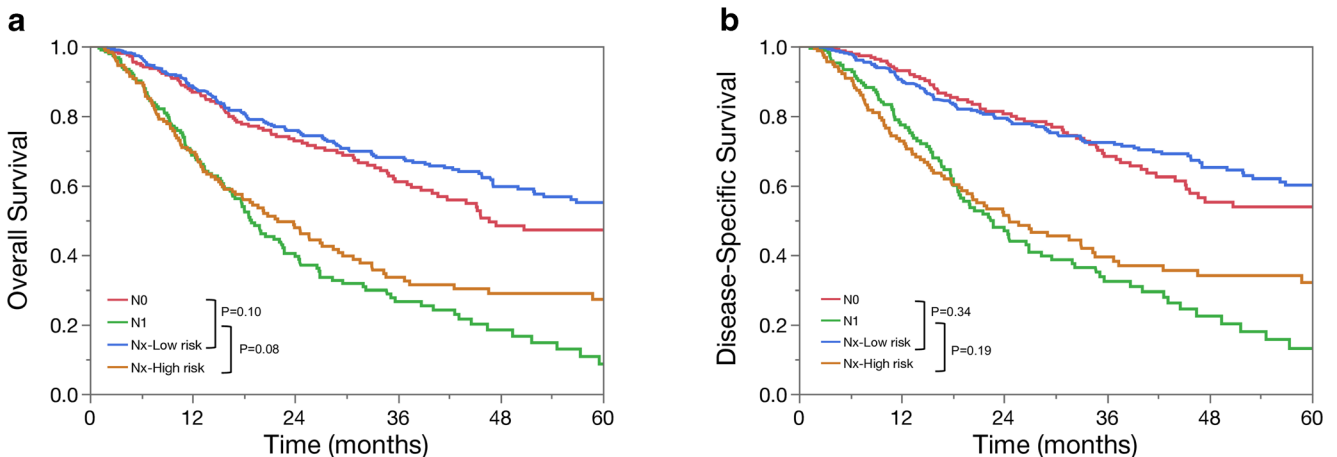 a
Overall Survival
1.0
0.8
0.6
0.4
0.2
0.0
N0
N1
Nx-Low risk
Nx-High risk
P=0.10
P=0.08
0 12 24 36 48 60
Time (months)
b
Disease-Specific Survival
1.0
0.8
0.6
0.4
0.2
0.0
N0
N1
Nx-Low risk
Nx-High risk
P=0.34
P=0.19
0 12 24 36 48 60
Time (months)